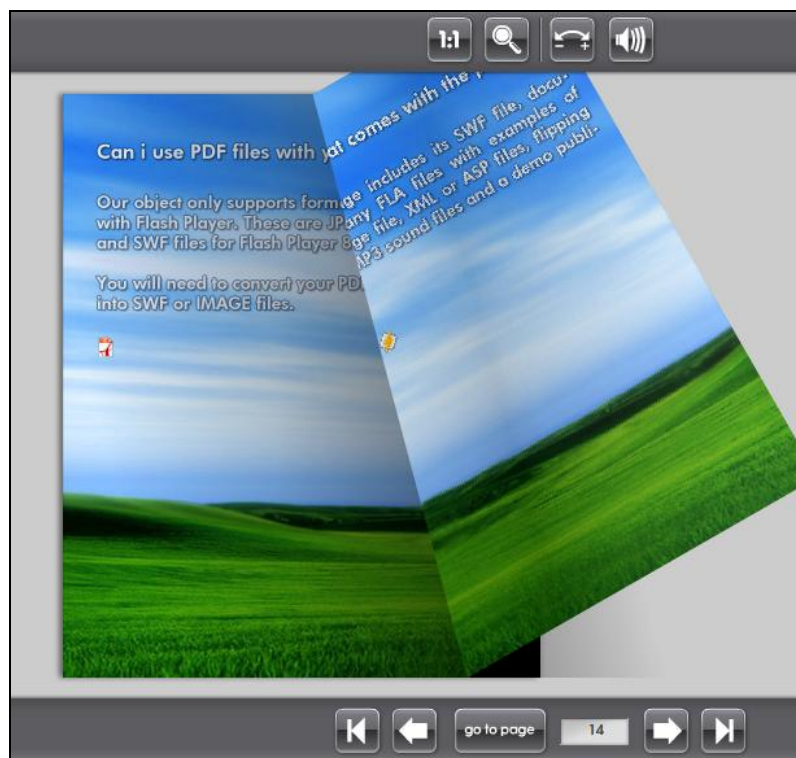 1:1
Can i use PDF files with y
Our object only supports form
with Flash Player. These are JP
and SWF files for Flash Player 8
You will need to convert your PDF
into SWF or IMAGE files.
at comes with the
ge includes its SWF file, docu-
any FLA files with examples of
ge file, XML or ASP files, flipping
MP3 sound files and a demo publi-
go to page
14